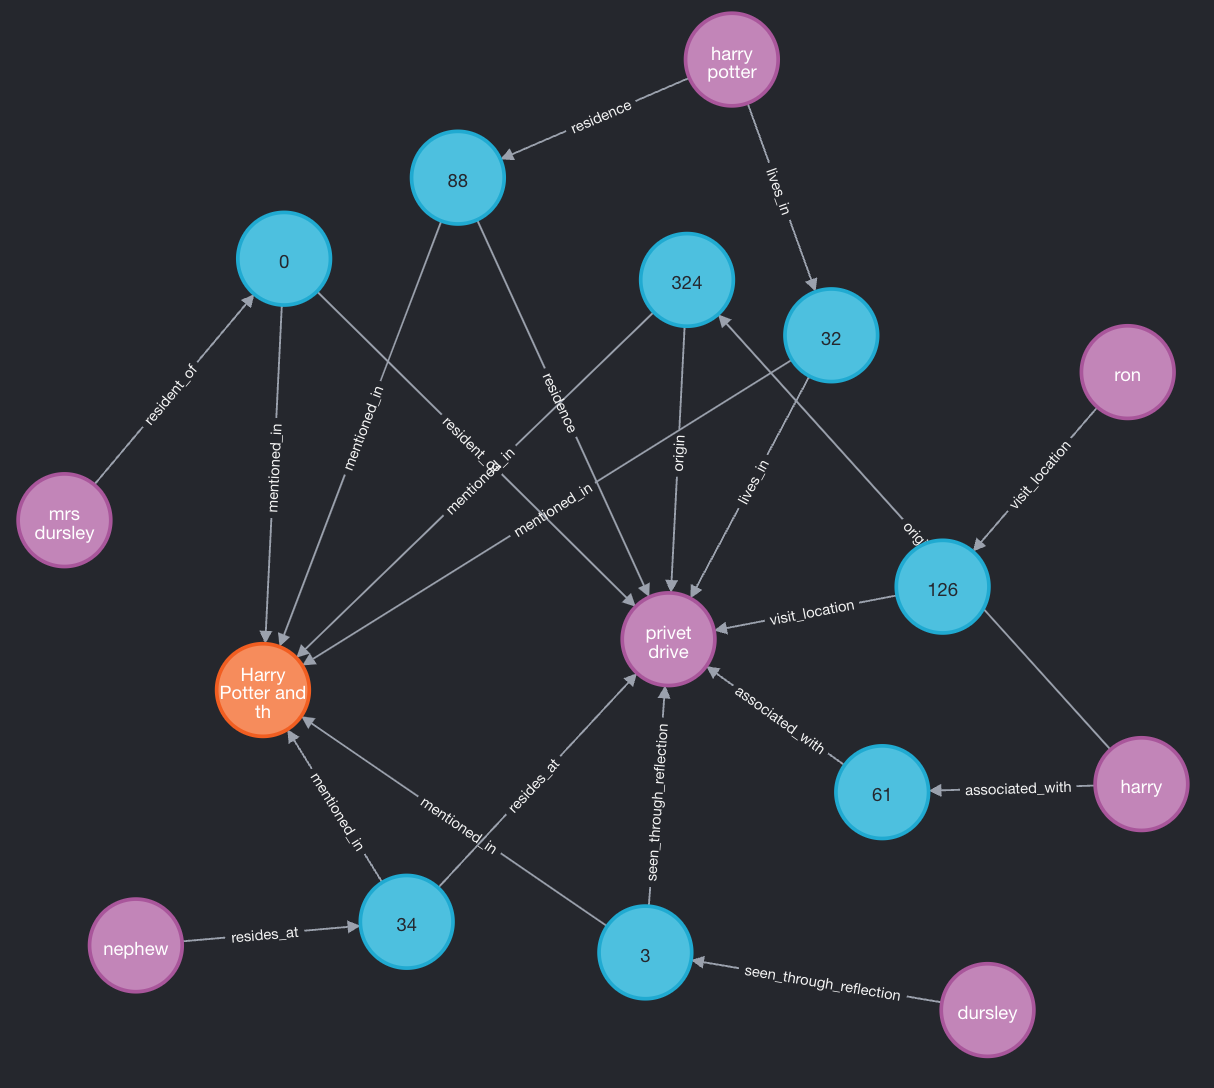 harry
potter
residence
lives_in
88
0
324
32
ron
resident_of
mentioned_in
mentioned_in
residence
resident_of
mentioned_in
origin
lives_in
mentioned_in
visit_location
mrs
dursley
origi
126
visit_location
privet
drive
Harry
Potter and
th
associated_with
61
associated_with
harry
resides_at
seen_through_reflection
mentioned_in
mentioned_in
nephew
resides_at
34
3
seen_through_reflection
dursley